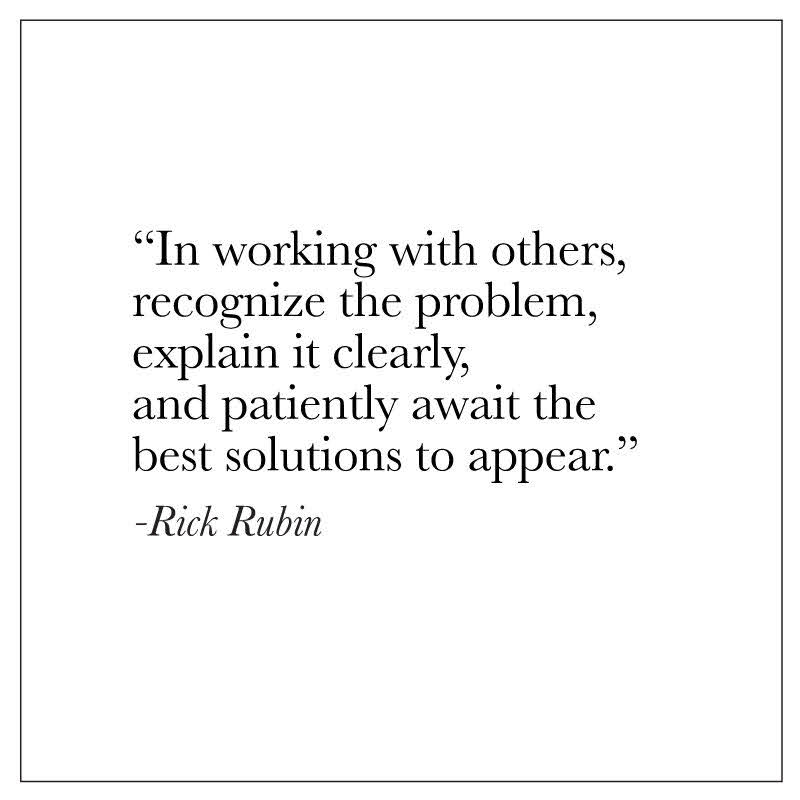 “In working with others,
recognize the problem,
explain it clearly,
and patiently await the
best solutions to appear.”
-Rick Rubin